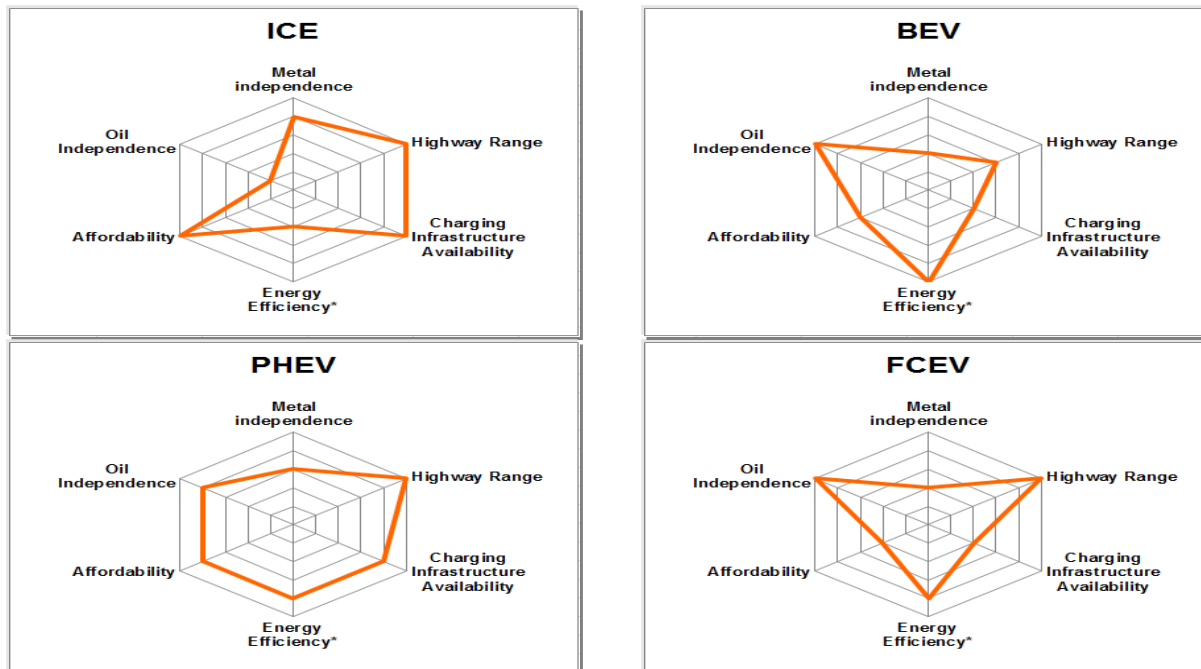 ICE
Metal
independence
Oil
Independence
Highway Range
Affordability
Charging
Infrastructure
Availability
Energy
Efficiency*
BEV
Metal
independence
Oil
Independence
Highway Range
Affordability
Charging
Infrastructure
Availability
Energy
Efficiency*
PHEV
Metal
independence
Oil
Independence
Highway Range
Affordability
Charging
Infrastructure
Availability
Energy
Efficiency*
FCEV
Metal
independence
Oil
Independence
Highway Range
Affordability
Charging
Infrastructure
Availability
Energy
Efficiency*